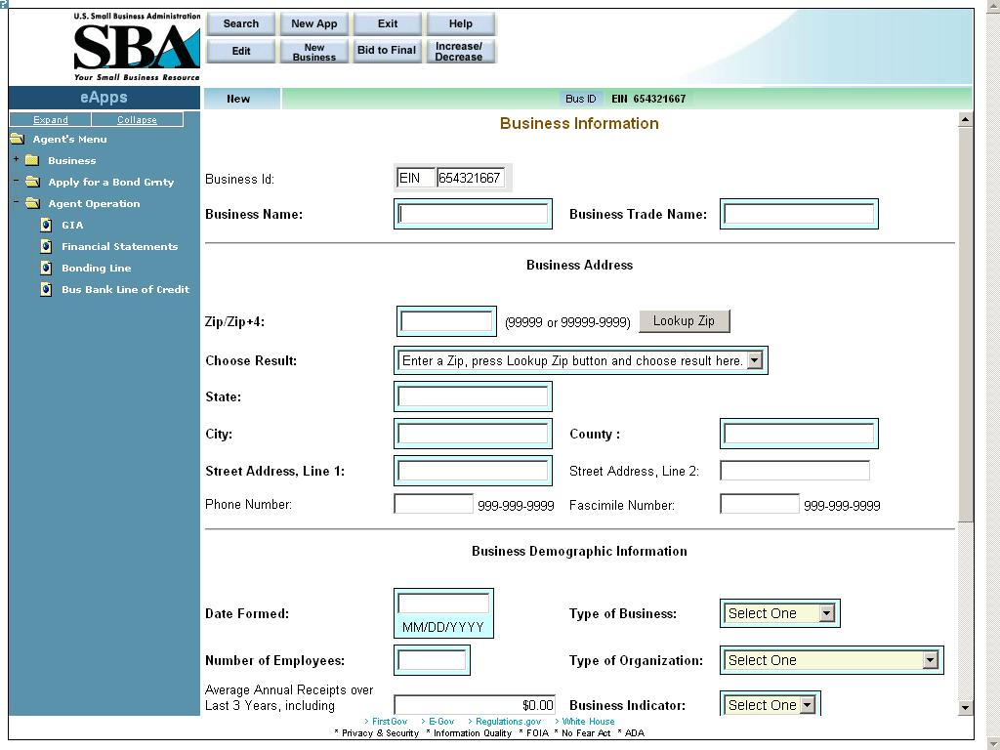 U.S. Small Business Administration
SBA
Your Small Business Resource
Search New App Exit Help
Edit New Business Bid to Final Increase/Decrease
eApps
New Bus ID EIN 654321667
Expand Collapse
Agent's Menu
+ Business
- Apply for a Bond Grnty
- Agent Operation
GIA
Financial Statements
Bonding Line
Bus Bank Line of Credit
Business Information
Business Id: EIN 654321667
Business Name: Business Trade Name:
Business Address
Zip/Zip+4: (99999 or 99999-9999) Lookup Zip
Choose Result: Enter a Zip, press Lookup Zip button and choose result here.
State:
City: County :
Street Address, Line 1: Street Address, Line 2:
Phone Number: 999-999-9999 Fascimile Number: 999-999-9999
Business Demographic Information
Date Formed: MM/DD/YYYY Type of Business: Select One
Number of Employees: Type of Organization: Select One
Average Annual Receipts over
Last 3 Years, including $0.00 Business Indicator: Select One
> FirstGov > E-Gov > Regulations.gov > White House
* Privacy & Security * Information Quality * FOIA * No Fear Act * ADA